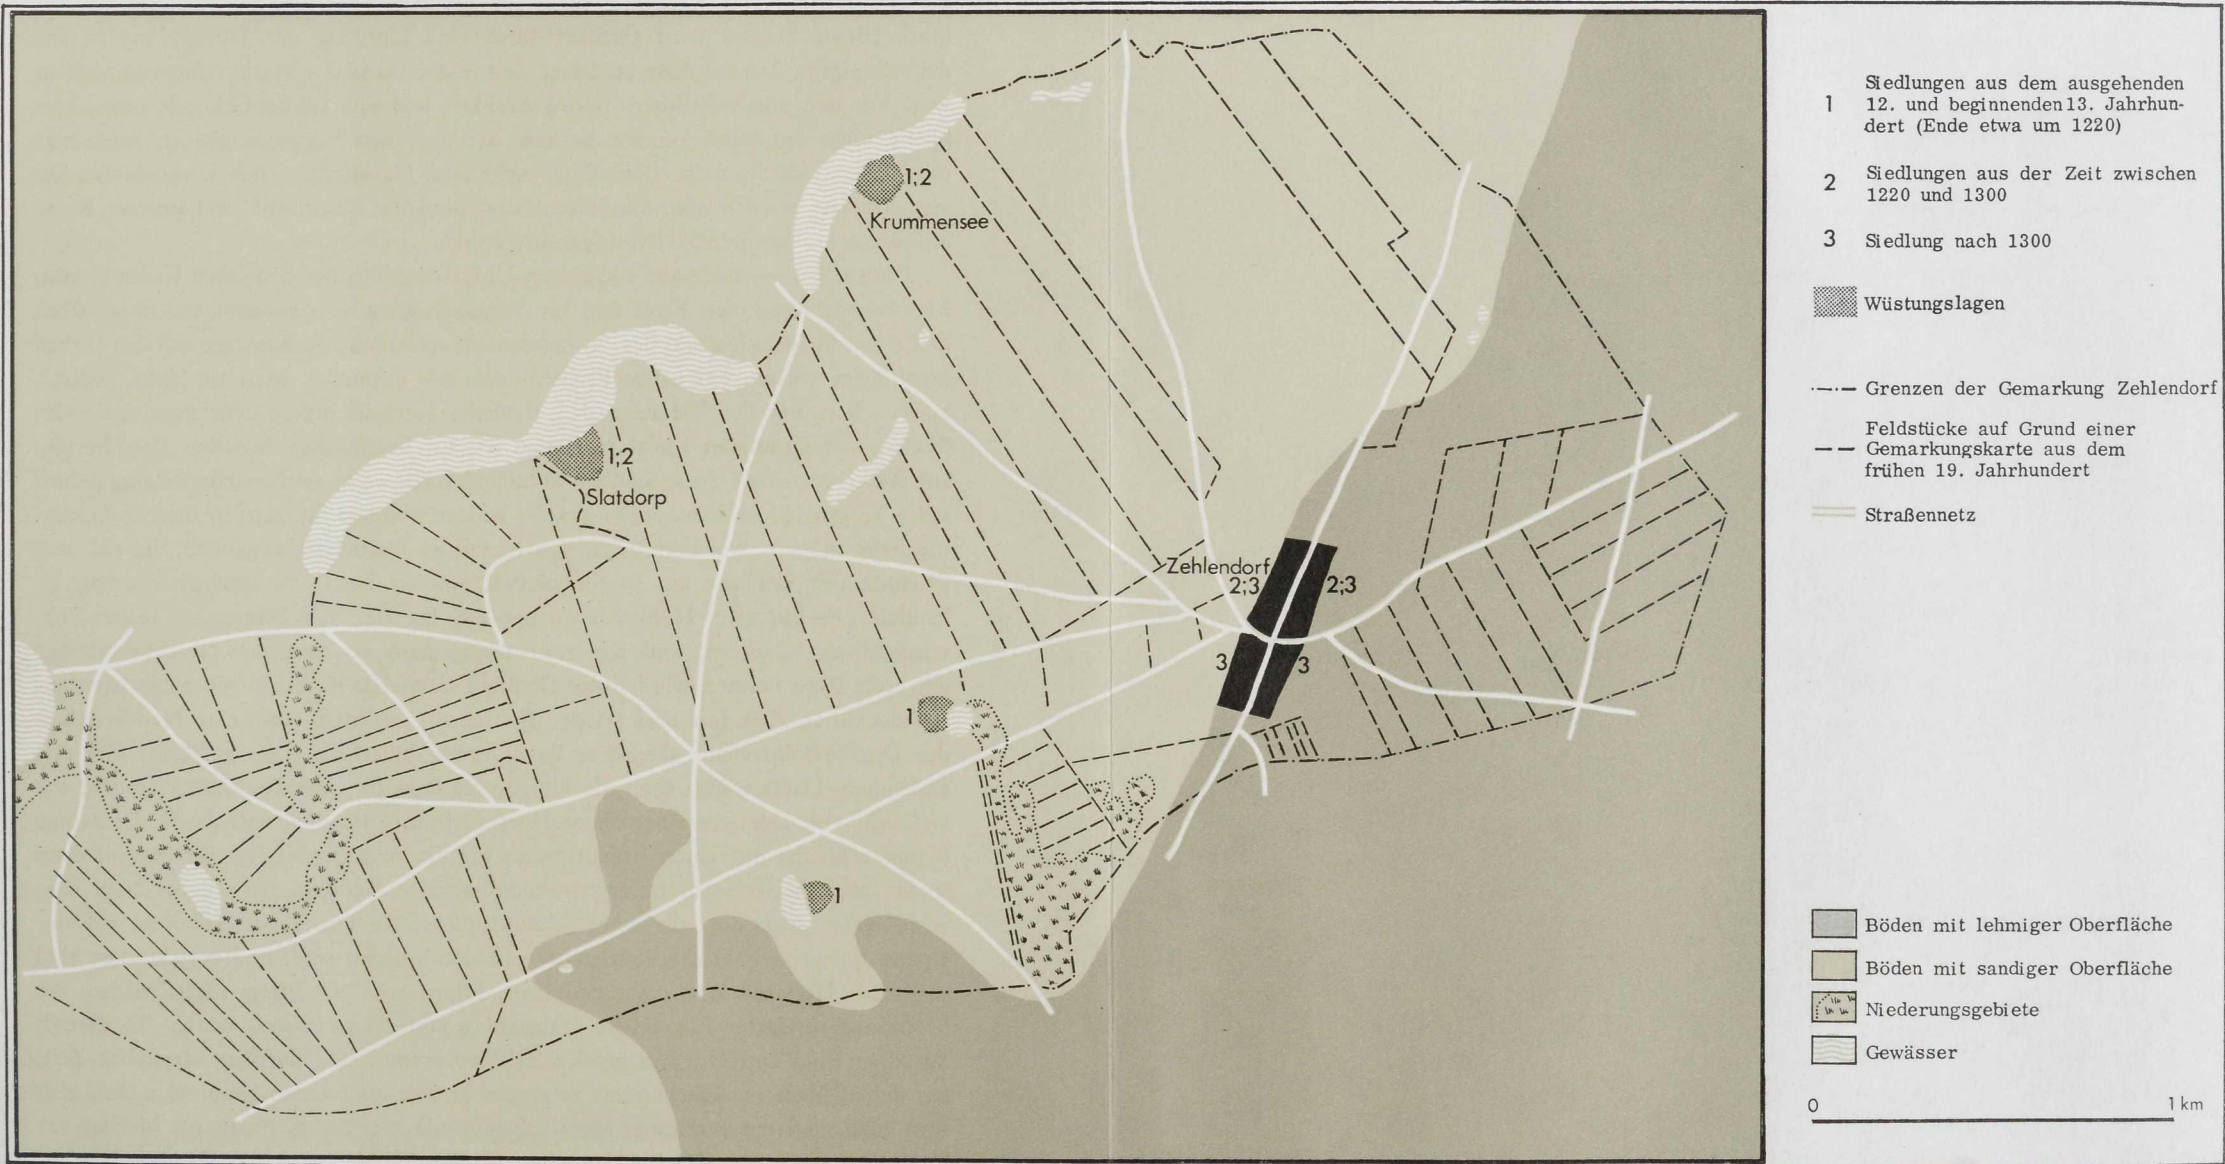 1;2
Krummensee
1;2
Slatdorp
Zehlendorf
2;3
2;3
3
3
1
1
1
Siedlungen aus dem ausgehenden
12. und beginnenden 13. Jahrhun-
dert (Ende etwa um 1220)
2
Siedlungen aus der Zeit zwischen
1220 und 1300
3
Siedlung nach 1300
Wüstungslagen
Grenzen der Gemarkung Zehlendorf
Feldstücke auf Grund einer
Gemarkungskarte aus dem
frühen 19. Jahrhundert
Straßennetz
Böden mit lehmiger Oberfläche
Böden mit sandiger Oberfläche
Niederungsgebiete
Gewässer
0
1 km